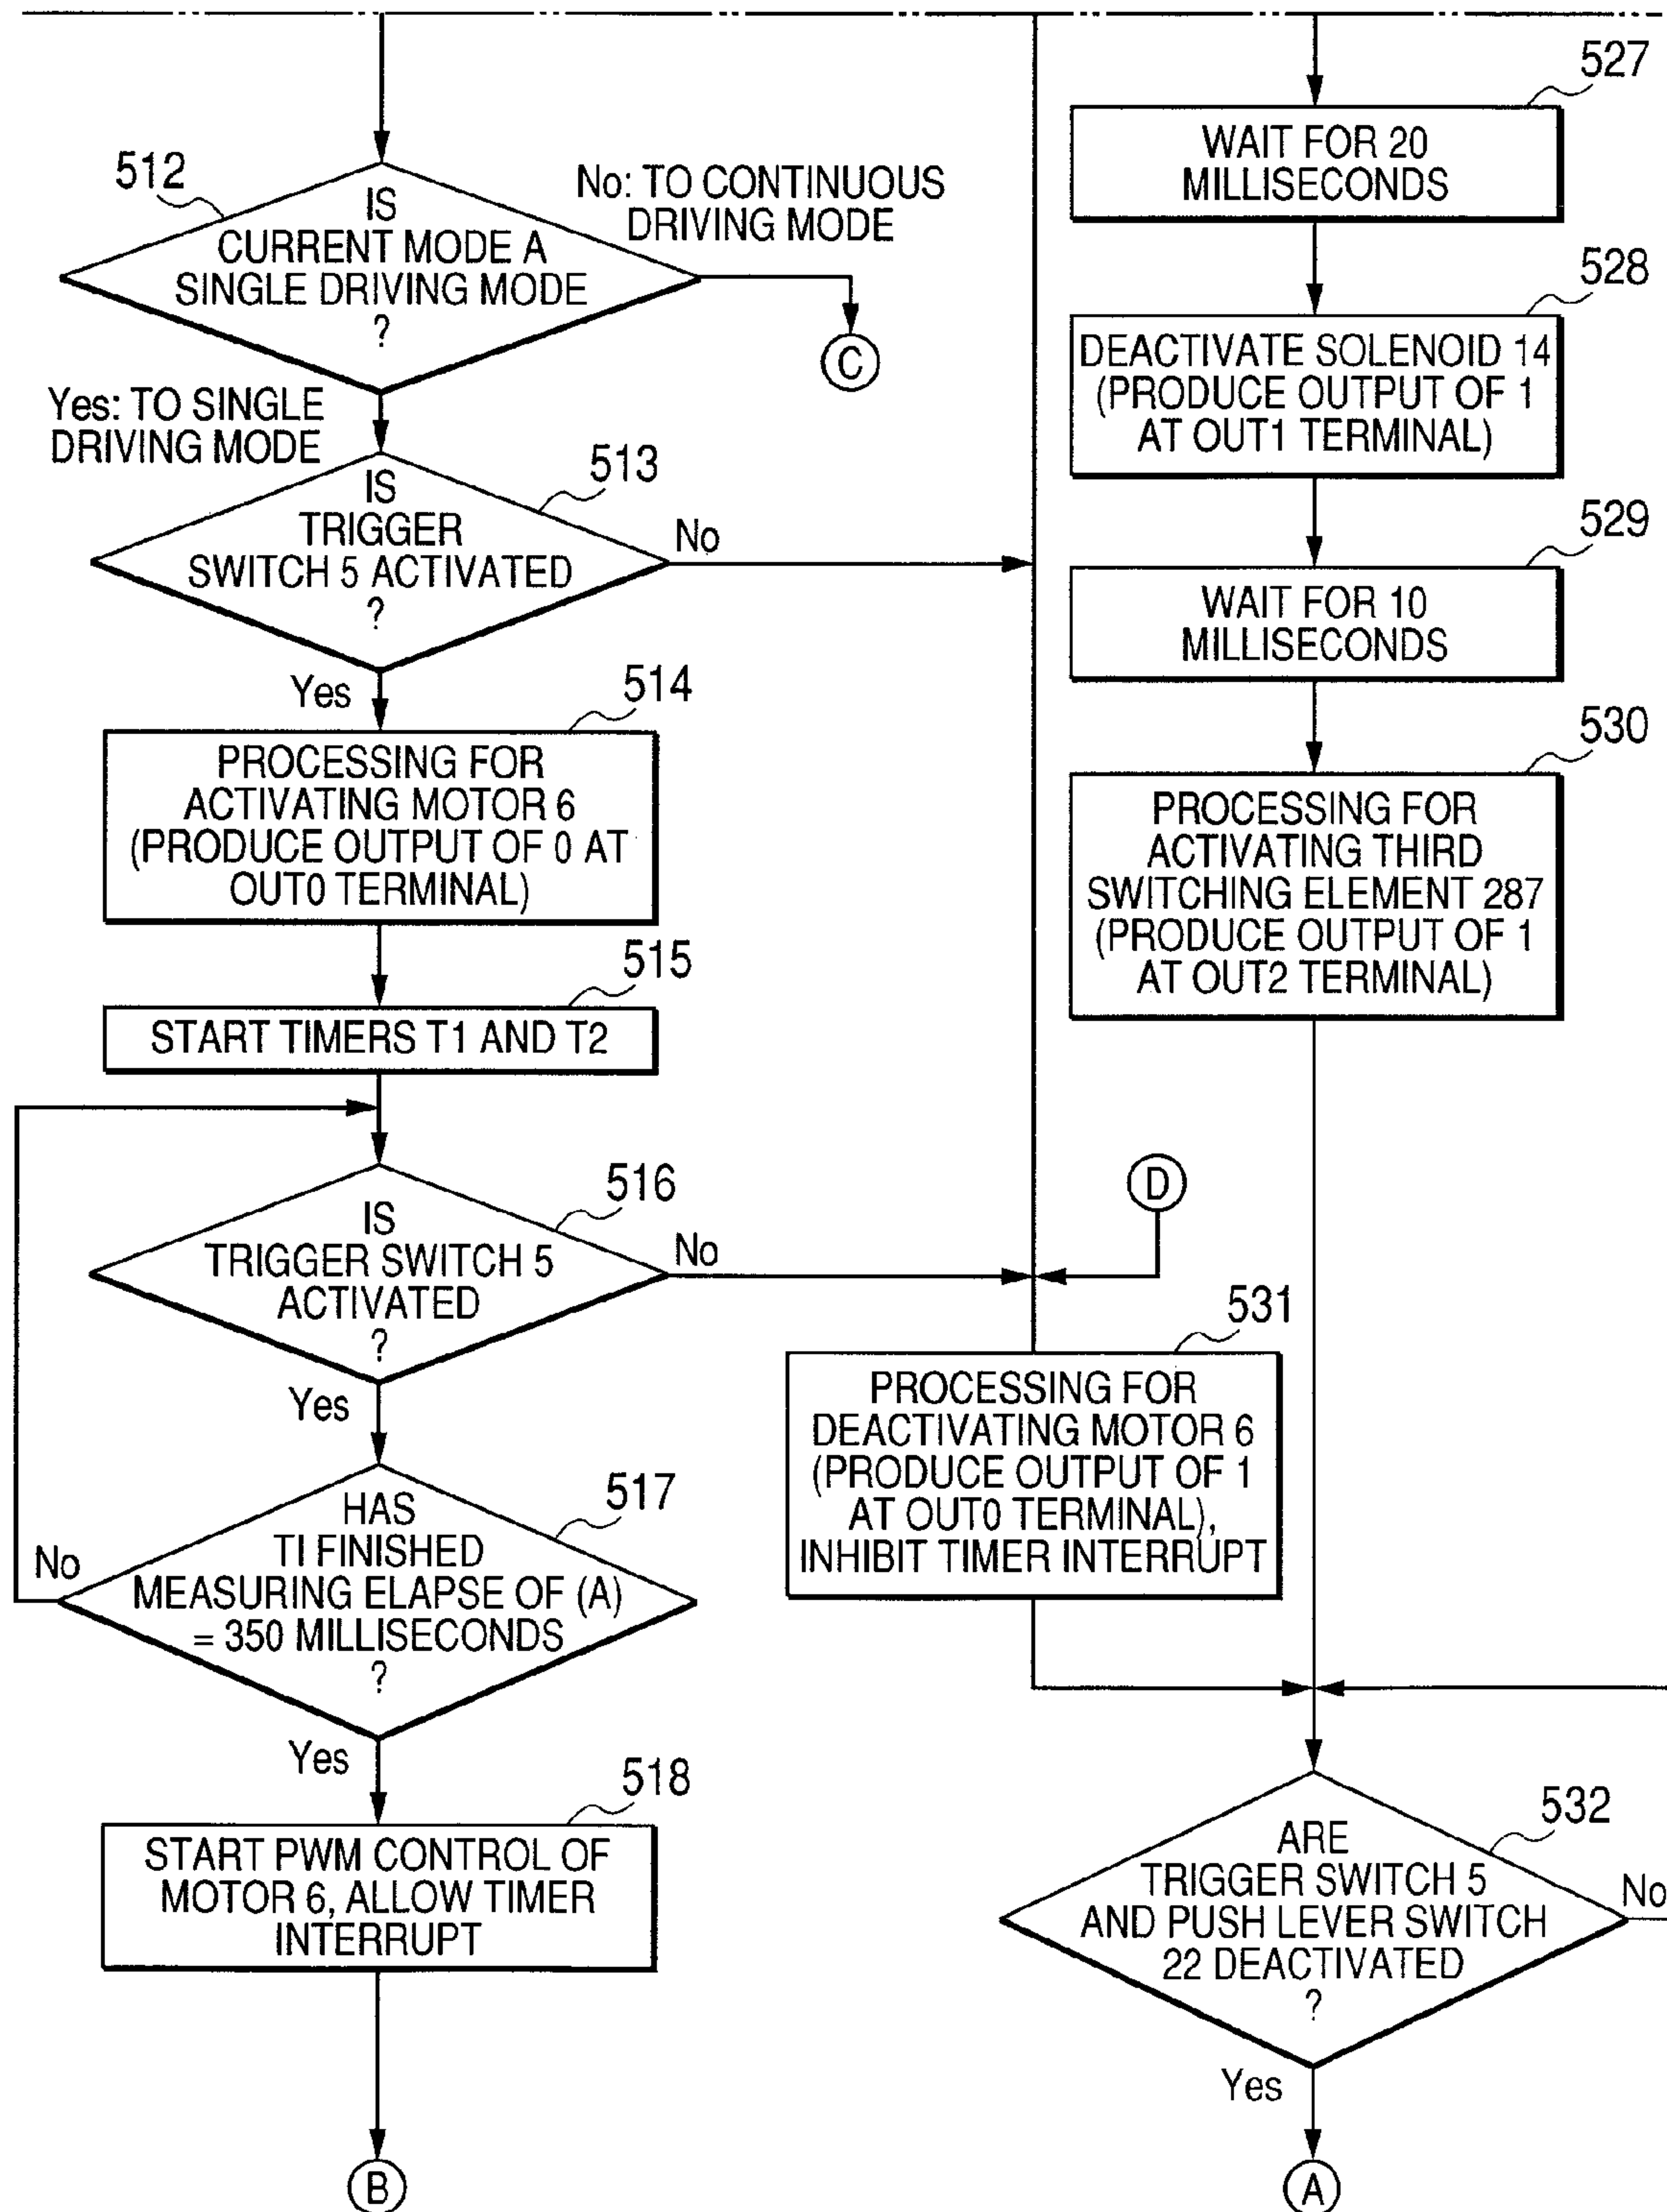 512
IS
CURRENT MODE A
SINGLE DRIVING MODE
?
No: TO CONTINUOUS
DRIVING MODE
C
Yes: TO SINGLE
DRIVING MODE
513
IS
TRIGGER
SWITCH 5 ACTIVATED
?
No
Yes
514
PROCESSING FOR
ACTIVATING MOTOR 6
(PRODUCE OUTPUT OF 0 AT
OUT0 TERMINAL)
515
START TIMERS T1 AND T2
516
IS
TRIGGER SWITCH 5
ACTIVATED
?
No
Yes
517
HAS
TI FINISHED
MEASURING ELAPSE OF (A)
= 350 MILLISECONDS
?
No
Yes
518
START PWM CONTROL OF
MOTOR 6, ALLOW TIMER
INTERRUPT
B
527
WAIT FOR 20
MILLISECONDS
528
DEACTIVATE SOLENOID 14
(PRODUCE OUTPUT OF 1
AT OUT1 TERMINAL)
529
WAIT FOR 10
MILLISECONDS
530
PROCESSING FOR
ACTIVATING THIRD
SWITCHING ELEMENT 287
(PRODUCE OUTPUT OF 1
AT OUT2 TERMINAL)
D
531
PROCESSING FOR
DEACTIVATING MOTOR 6
(PRODUCE OUTPUT OF 1
AT OUT0 TERMINAL),
INHIBIT TIMER INTERRUPT
532
ARE
TRIGGER SWITCH 5
AND PUSH LEVER SWITCH
22 DEACTIVATED
?
No
Yes
A